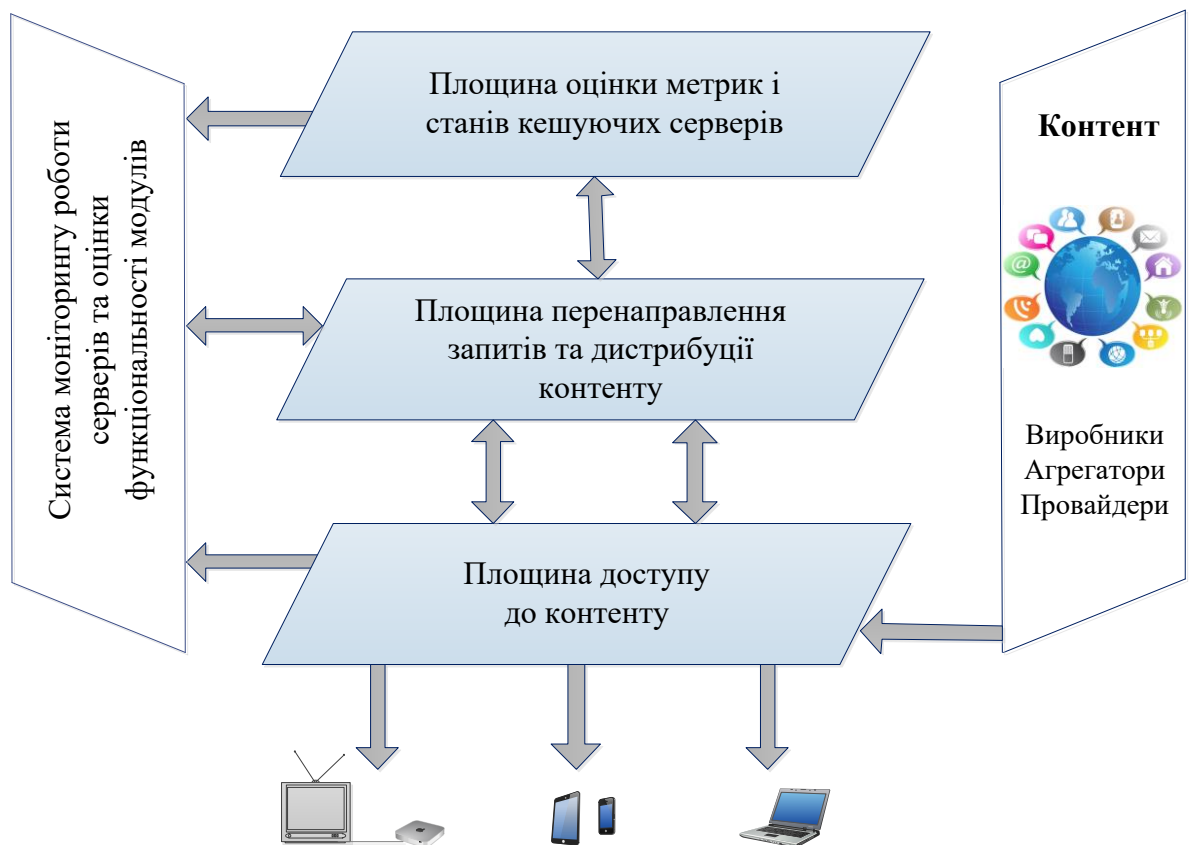 Система моніторингу роботи
серверів та оцінки
функціональності модулів
Площина оцінки метрик і
станів кешуючих серверів
Площина перенаправлення
запитів та дистрибуції
контенту
Площина доступу
до контенту
Контент
@
Виробники
Агрегатори
Провайдери